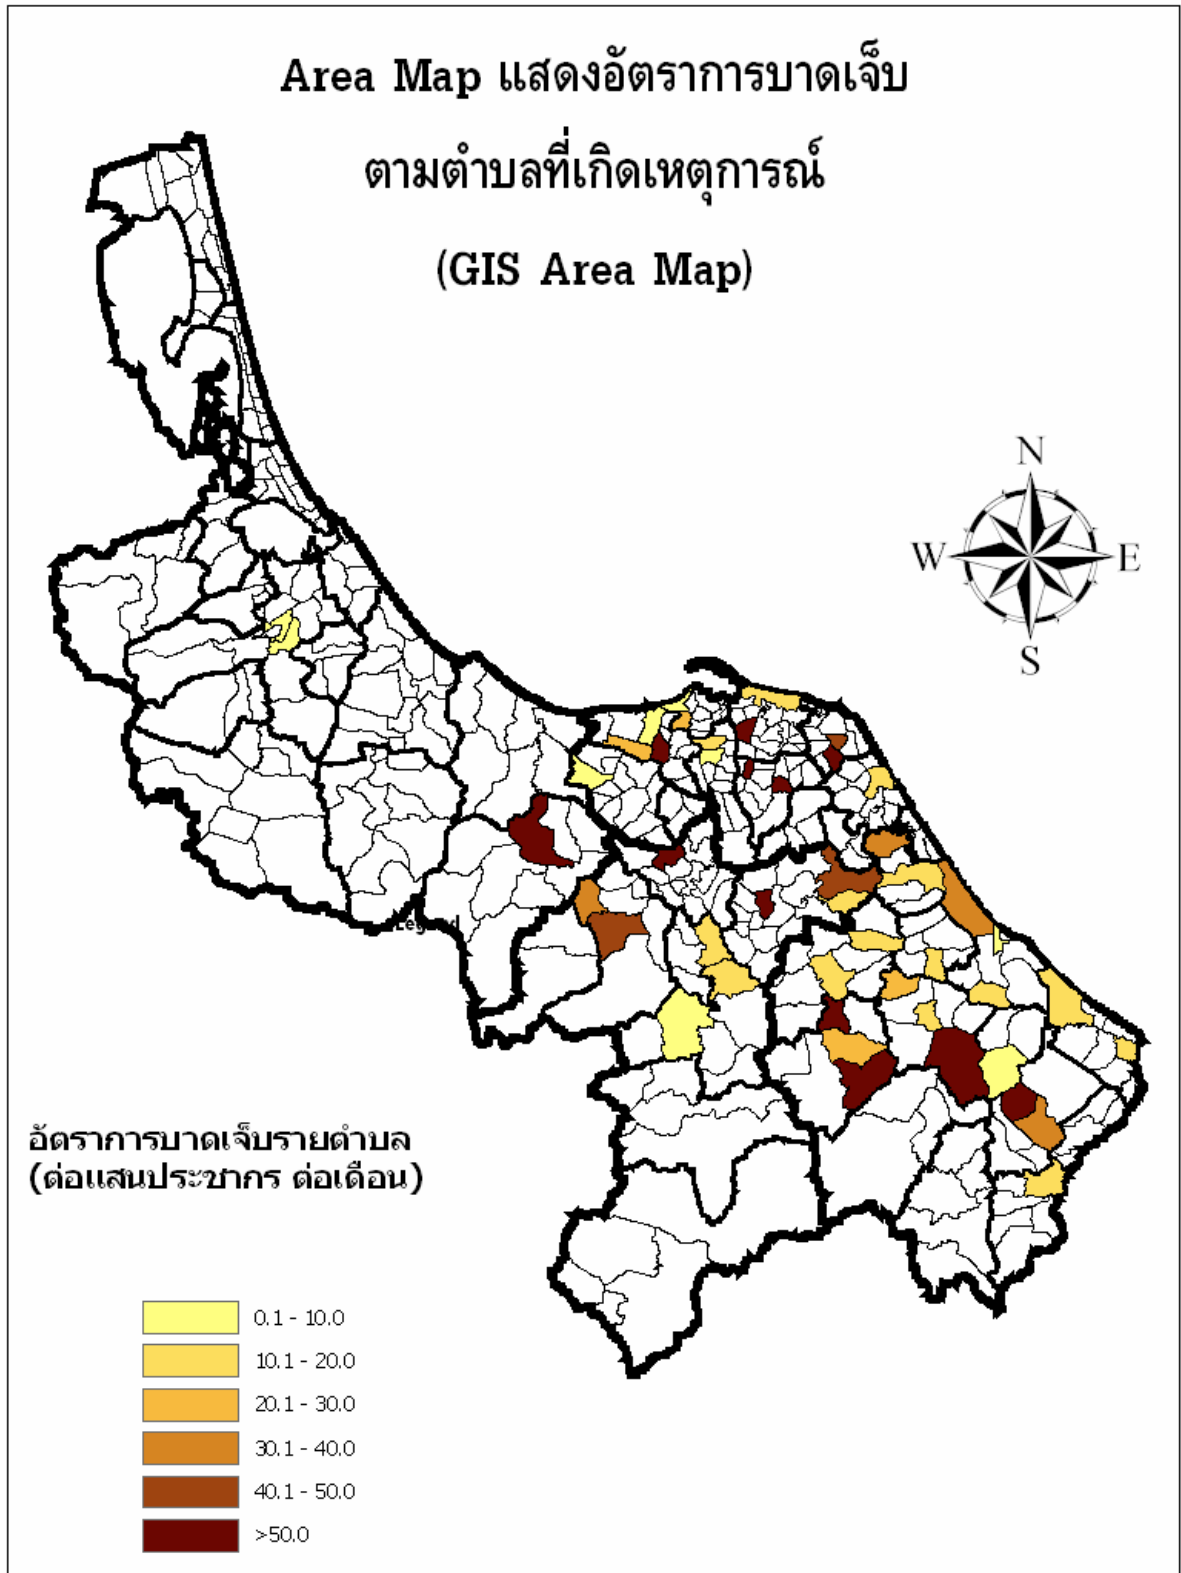 Area Map แสดงอัตราการบาดเจ็บ
ตามตำบลที่เกิดเหตุการณ์
(GIS Area Map)
N
W
E
S
Legend
อัตราการบาดเจ็บรายตำบล
(ต่อแสนประชากร ต่อเดือน)
0.1 - 10.0
10.1 - 20.0
20.1 - 30.0
30.1 - 40.0
40.1 - 50.0
>50.0